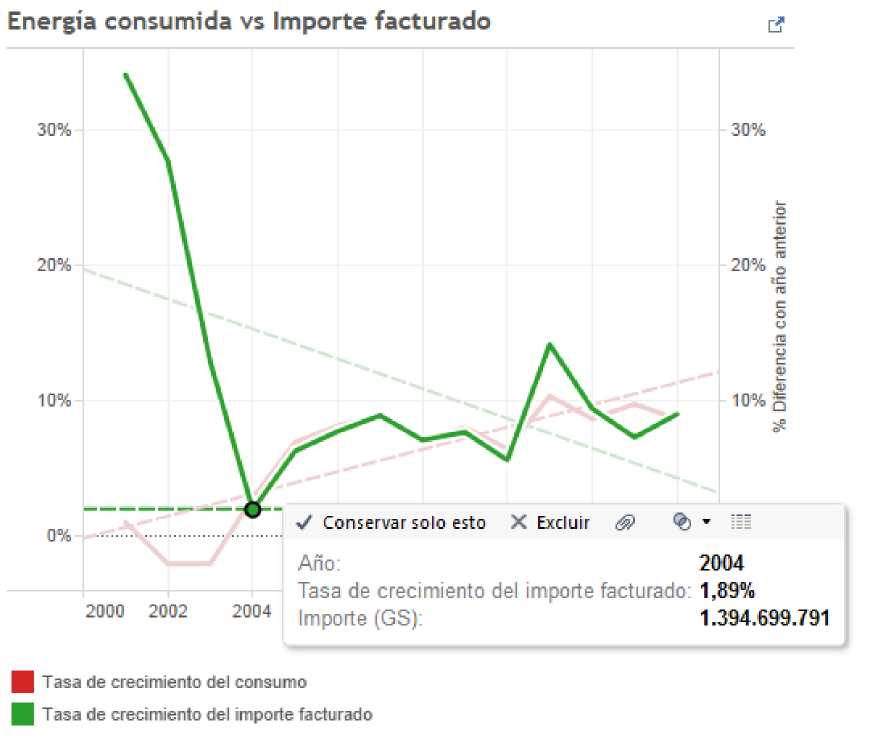 Energía consumida vs Importe facturado
30%
30%
20%
20%
10%
10%
0%
% Diferencia con año anterior
2000 2002 2004
Conservar solo esto Excluir
Año: 2004
Tasa de crecimiento del importe facturado: 1,89%
Importe (GS): 1.394.699.791
Tasa de crecimiento del consumo
Tasa de crecimiento del importe facturado